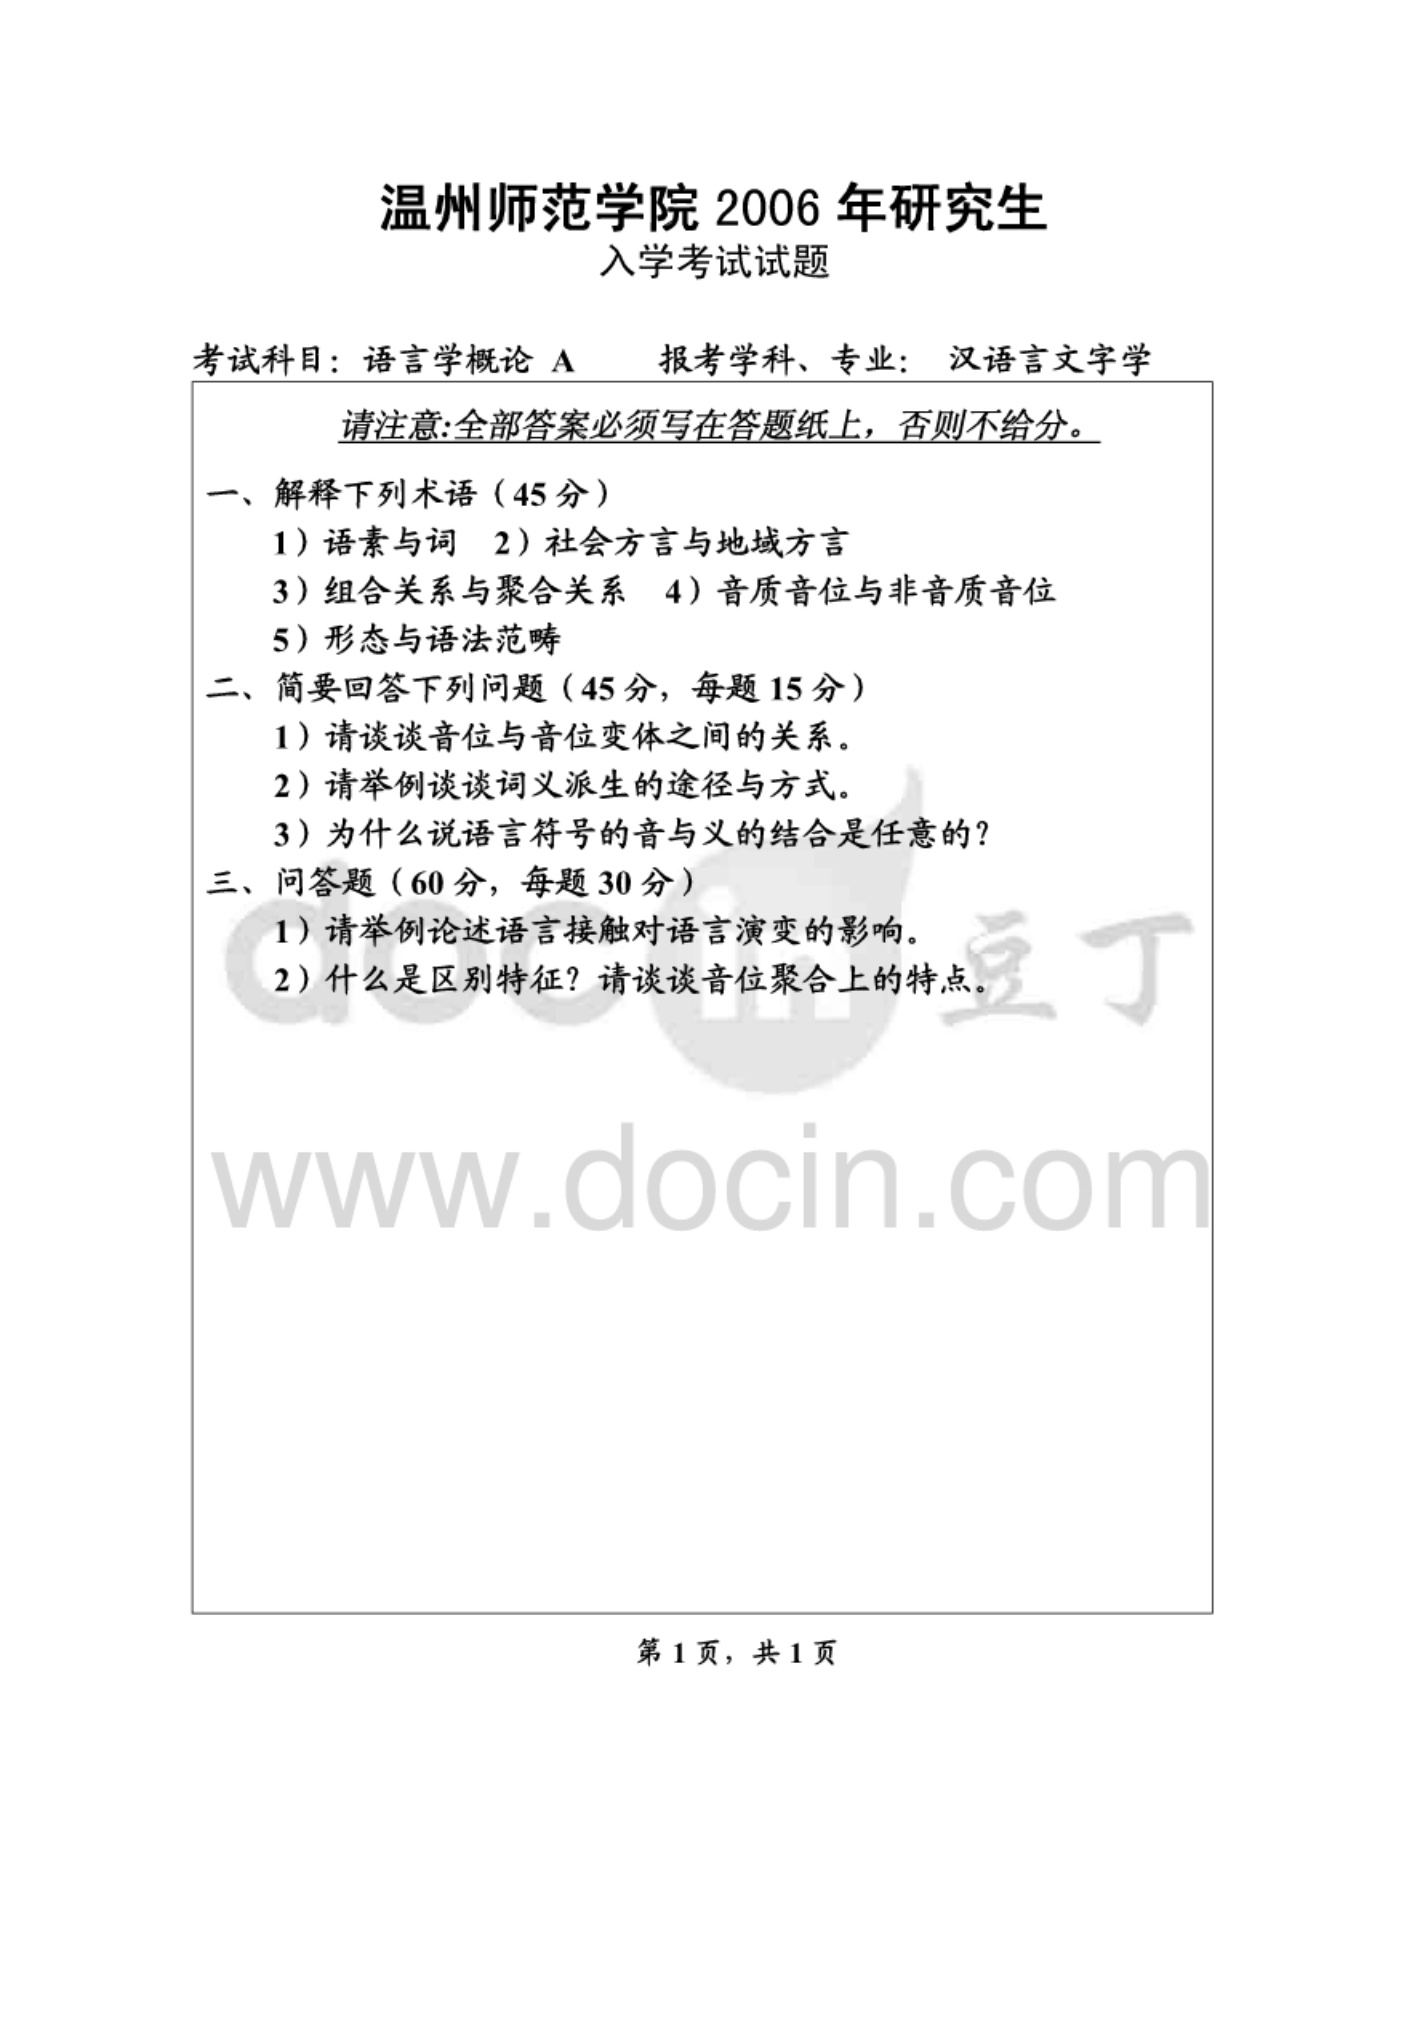 温州师范学院 2006 年研究生
入学考试试题
考试科目：语言学概论 A 报考学科、专业： 汉语言文字学
请注意:全部答案必须写在答题纸上，否则不给分。
一、解释下列术语（45 分）
1）语素与词 2）社会方言与地域方言
3）组合关系与聚合关系 4）音质音位与非音质音位
5）形态与语法范畴
二、简要回答下列问题（45 分，每题 15 分）
1）请谈谈音位与音位变体之间的关系。
2）请举例谈谈词义派生的途径与方式。
3）为什么说语言符号的音与义的结合是任意的？
三、问答题（60 分，每题 30 分）
1）请举例论述语言接触对语言演变的影响。
2）什么是区别特征？请谈谈音位聚合上的特点。
docin 豆丁
www.docin.com
第 1 页，共 1 页